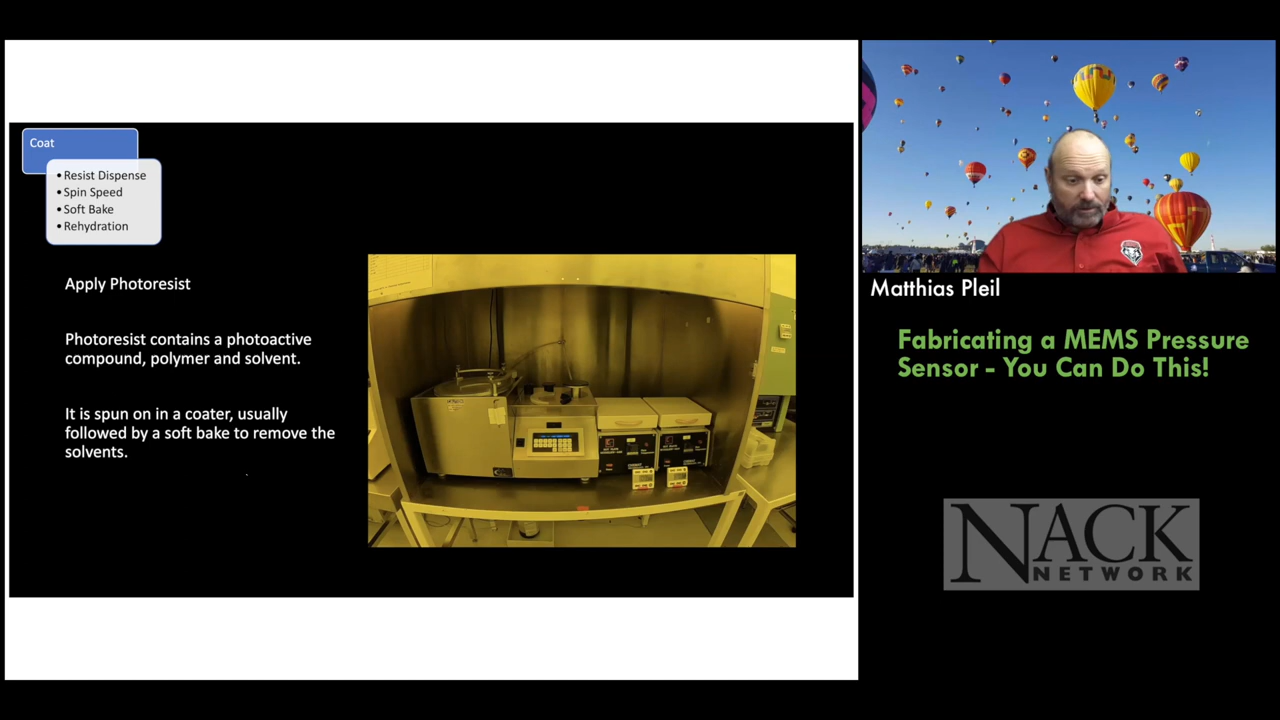 Coat
•Resist Dispense
•Spin Speed
•Soft Bake
•Rehydration
Apply Photoresist
Photoresist contains a photoactive
compound, polymer and solvent.
It is spun on in a coater, usually
followed by a soft bake to remove the
solvents.
Matthias Pleil
Fabricating a MEMS Pressure
Sensor - You Can Do This!
NACK
NETWORK